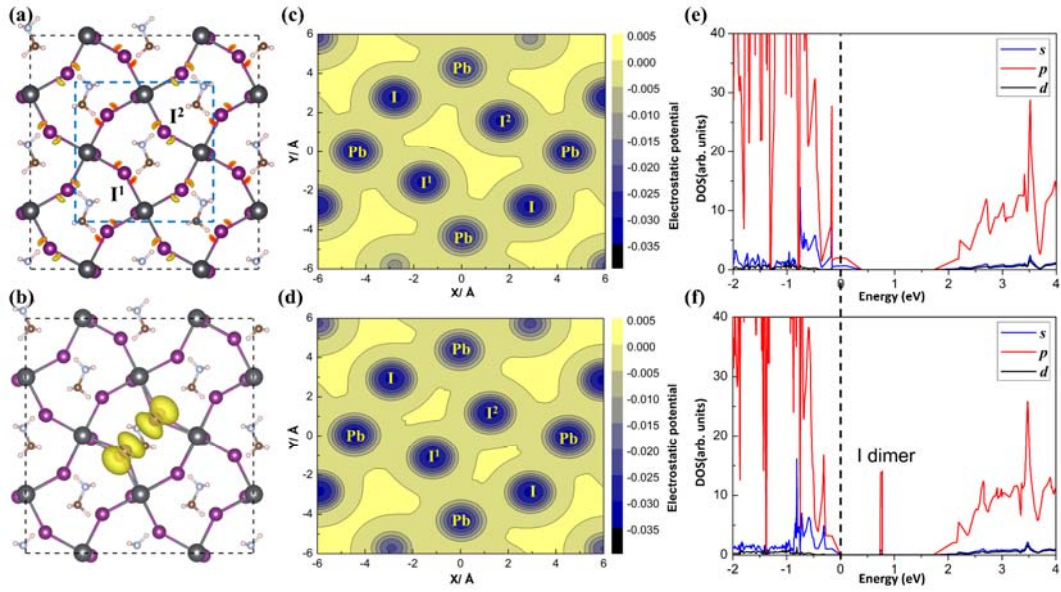 (a)
I²
I¹
(b)
(c)
6
4
2
0
-2
-4
-6
Y/ Å
Pb
I
I²
Pb
Pb
I¹
I
Pb
-6 -4 -2 0 2 4 6
X/ Å
0.005
0.000
-0.005
-0.010
-0.015
-0.020
-0.025
-0.030
-0.035
Electrostatic potential
(d)
6
4
2
0
-2
-4
-6
Y/ Å
Pb
I
I²
Pb
Pb
I¹
I
Pb
-6 -4 -2 0 2 4 6
X/ Å
0.005
0.000
-0.005
-0.010
-0.015
-0.020
-0.025
-0.030
-0.035
Electrostatic potential
(e)
40
30
20
10
0
DOS(arb. units)
s
p
d
-2 -1 0 1 2 3 4
Energy (eV)
(f)
40
30
20
10
0
DOS(arb. units)
s
p
d
I dimer
-2 -1 0 1 2 3 4
Energy (eV)